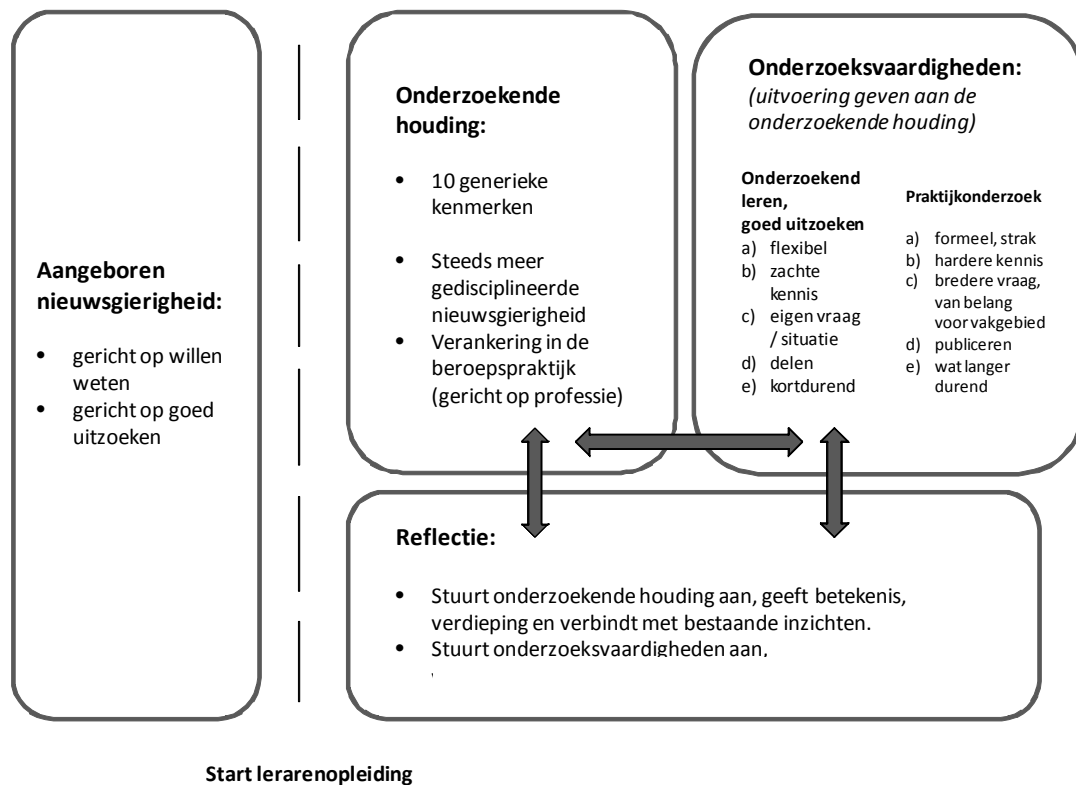 Aangeboren
nieuwsgierigheid:
• gericht op willen
weten
• gericht op goed
uitzoeken
Onderzoekende
houding:
• 10 generieke
kenmerken
• Steeds meer
gedisciplineerde
nieuwsgierigheid
• Verankering in de
beroepspraktijk
(gericht op professie)
Onderzoeksvaardigheden:
(uitvoering geven aan de
onderzoekende houding)
Onderzoekend
leren,
goed uitzoeken
a) flexibel
b) zachte
kennis
c) eigen vraag
/ situatie
d) delen
e) kortdurend
Praktijkonderzoek
a) formeel, strak
b) hardere kennis
c) bredere vraag,
van belang
voor vakgebied
d) publiceren
e) wat langer
durend
Reflectie:
• Stuurt onderzoekende houding aan, geeft betekenis,
verdieping en verbindt met bestaande inzichten.
• Stuurt onderzoeksvaardigheden aan,
Start lerarenopleiding